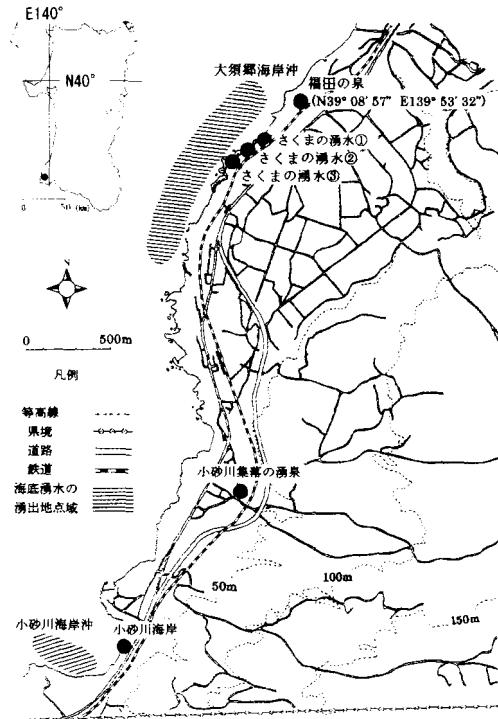 E140°
N40°
0 50 (km)
大須郷海岸沖
福田の泉
(N39° 08' 57" E139° 53' 32")
さくまの湧水①
さくまの湧水②
さくまの湧水③
N
0 500m
凡例
等高線
県境
道路
鉄道
海底湧水の
湧出地点域
小砂川集落の湧泉
50m
100m
150m
小砂川海岸沖
小砂川海岸